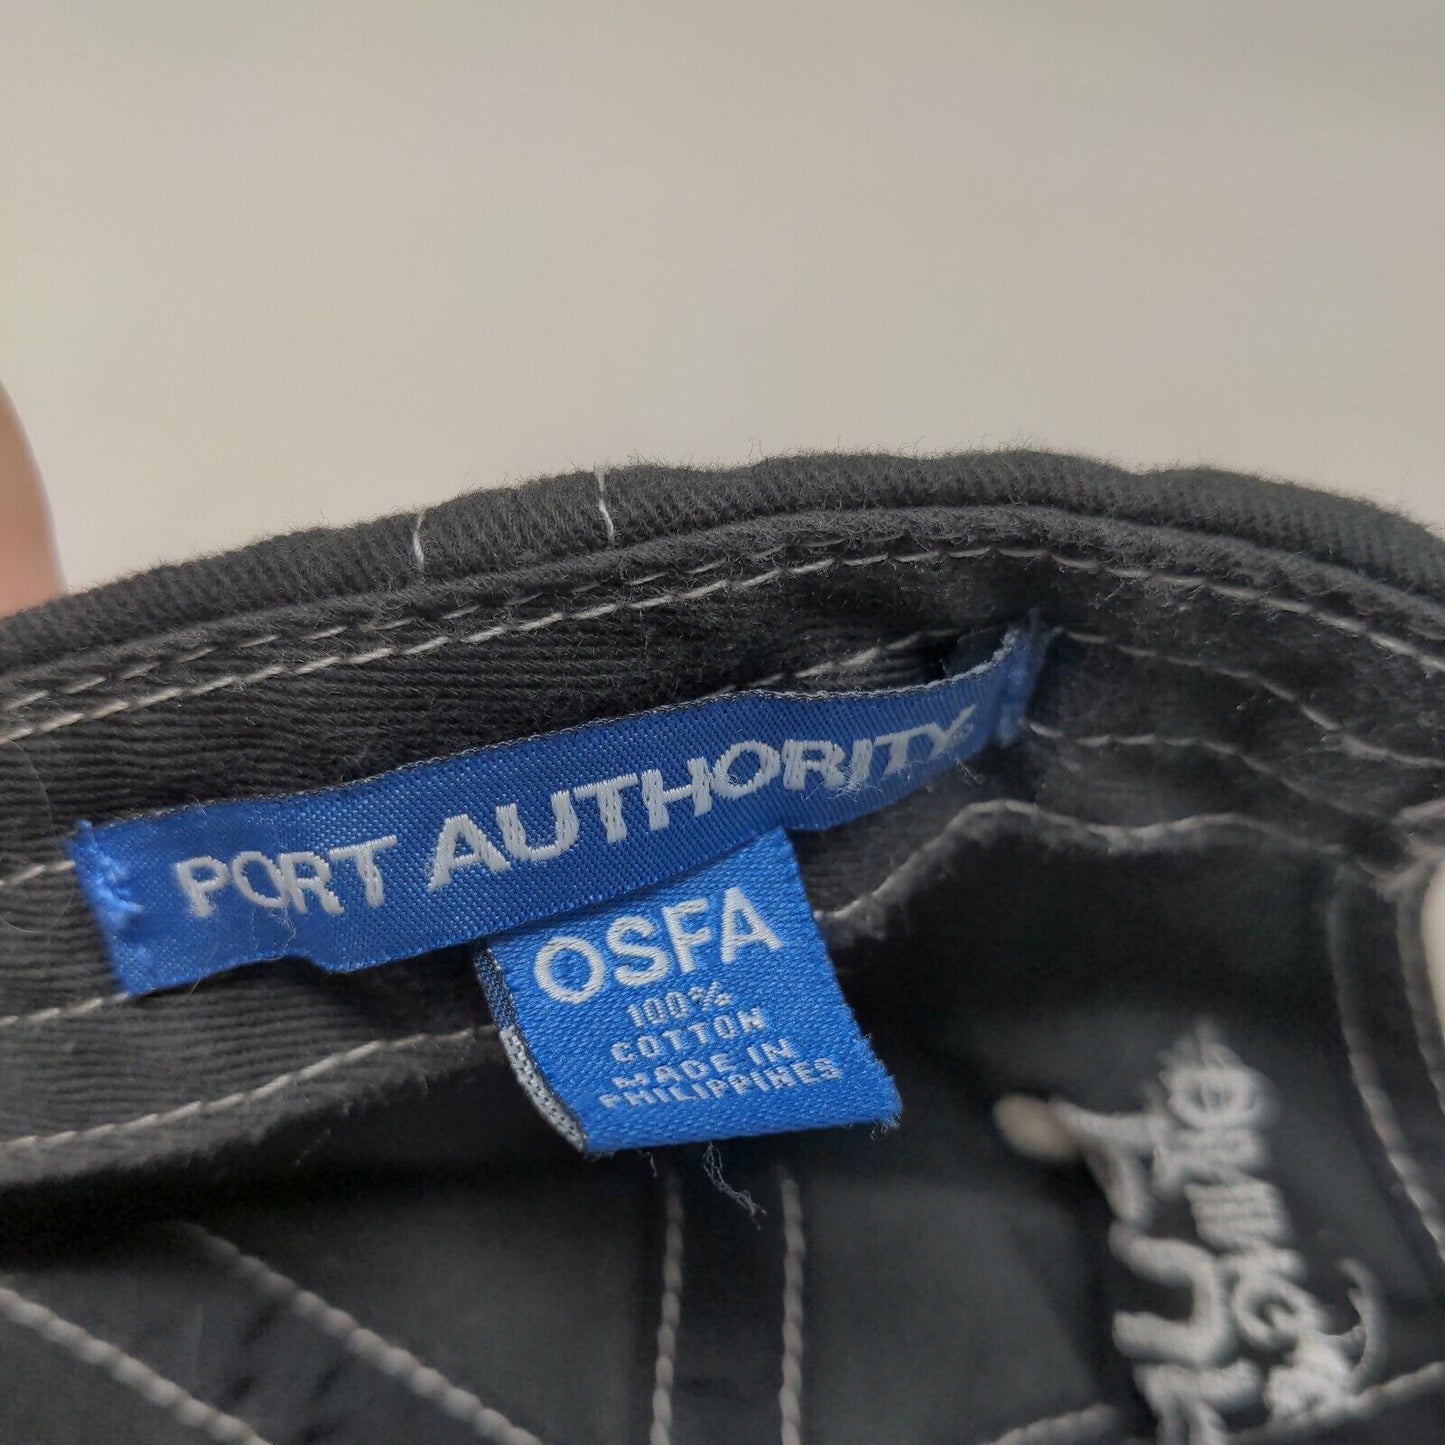 PORT AUTHORITY
OSFA
100%
COTTON
MADE IN
PHILIPPINES